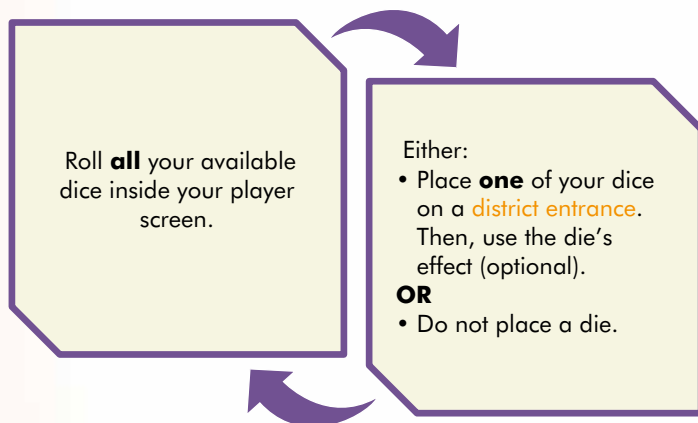 Roll all your available
dice inside your player
screen.
Either:
• Place one of your dice
on a district entrance.
Then, use the die’s
effect (optional).
OR
• Do not place a die.